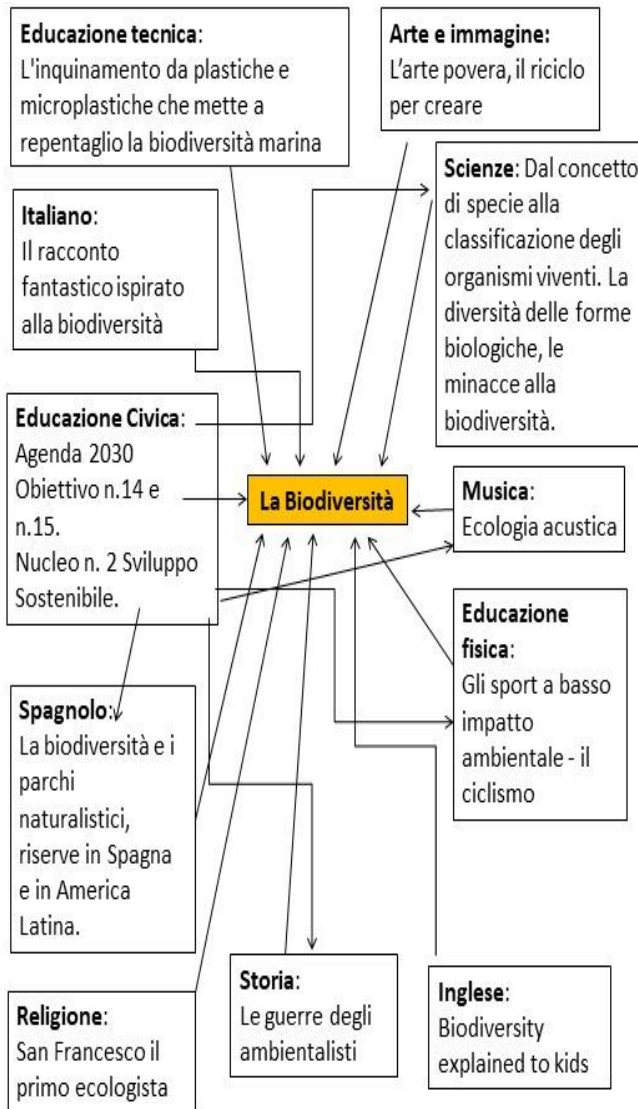 Educazione tecnica:
L'inquinamento da plastiche e
microplastiche che mette a
repentaglio la biodiversità marina
Arte e immagine:
L’arte povera, il riciclo
per creare
Italiano:
Il racconto
fantastico ispirato
alla biodiversità
Scienze: Dal concetto
di specie alla
classificazione degli
organismi viventi. La
diversità delle forme
biologiche, le
minacce alla
biodiversità.
Educazione Civica:
Agenda 2030
Obiettivo n.14 e
n.15.
Nucleo n. 2 Sviluppo
Sostenibile.
La Biodiversità
Musica:
Ecologia acustica
Educazione
fisica:
Gli sport a basso
impatto
ambientale - il
ciclismo
Spagnolo:
La biodiversità e i
parchi
naturalistici,
riserve in Spagna
e in America
Latina.
Religione:
San Francesco il
primo ecologista
Storia:
Le guerre degli
ambientalisti
Inglese:
Biodiversity
explained to kids